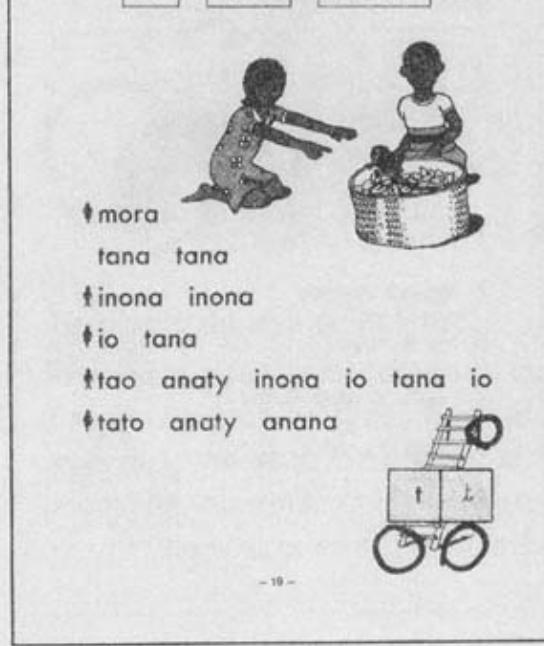 mora
tana tana
inona inona
io tana
tao anaty inona io tana io
tato anaty anana
t t
– 19 –